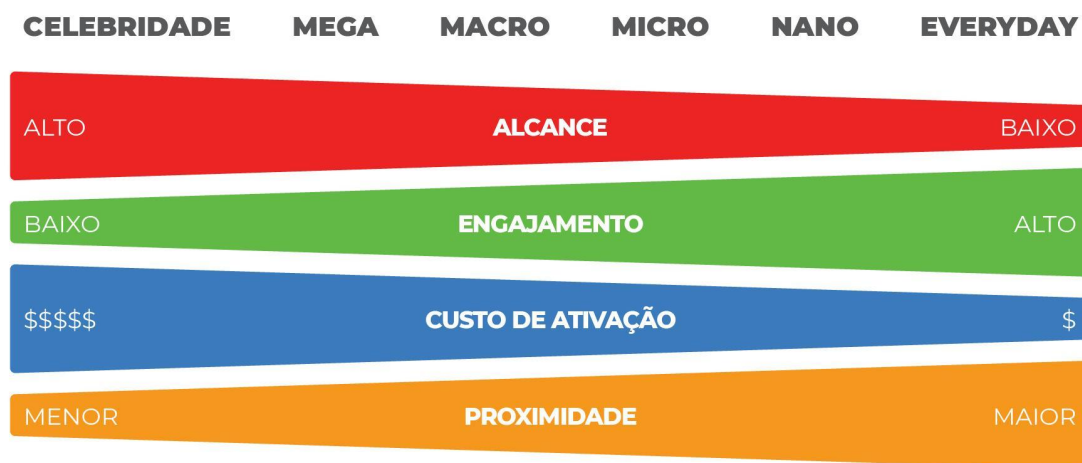 CELEBRIDADE MEGA MACRO MICRO NANO EVERYDAY
ALTO ALCANCE BAIXO
BAIXO ENGAJAMENTO ALTO
$$$$$ CUSTO DE ATIVAÇÃO $
MENOR PROXIMIDADE MAIOR